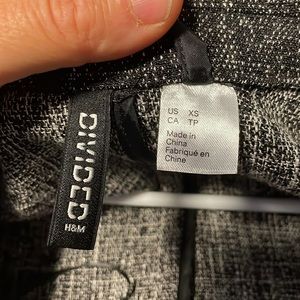 DIVIDED
H&M
US XS
CA TP
Made in
China
Fabriqué en
Chine